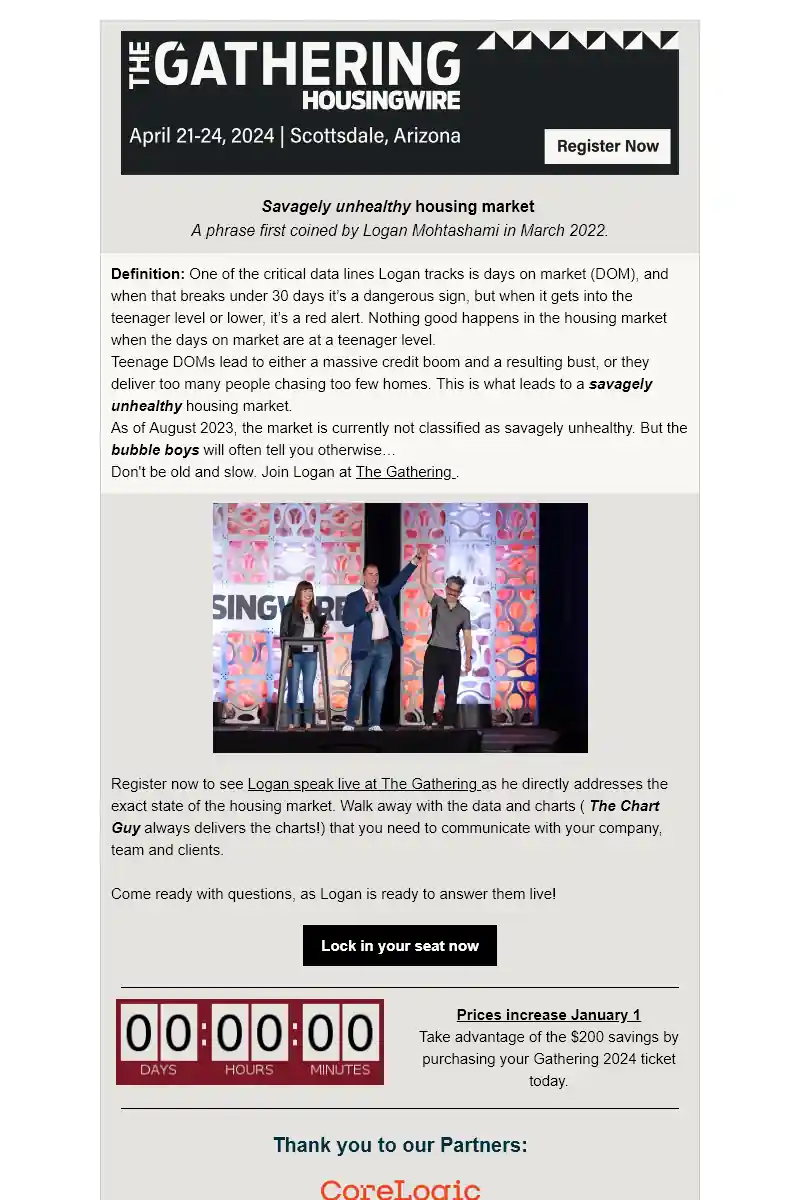 THE GATHERING
HOUSINGWIRE
April 21-24, 2024 | Scottsdale, Arizona
Register Now
Savagely unhealthy housing market
A phrase first coined by Logan Mohtashami in March 2022.
Definition: One of the critical data lines Logan tracks is days on market (DOM), and
when that breaks under 30 days it’s a dangerous sign, but when it gets into the
teenager level or lower, it’s a red alert. Nothing good happens in the housing market
when the days on market are at a teenager level.
Teenage DOMs lead to either a massive credit boom and a resulting bust, or they
deliver too many people chasing too few homes. This is what leads to a savagely
unhealthy housing market.
As of August 2023, the market is currently not classified as savagely unhealthy. But the
bubble boys will often tell you otherwise…
Don't be old and slow. Join Logan at The Gathering .
SINGWIRE
Register now to see Logan speak live at The Gathering as he directly addresses the
exact state of the housing market. Walk away with the data and charts ( The Chart
Guy always delivers the charts!) that you need to communicate with your company,
team and clients.
Come ready with questions, as Logan is ready to answer them live!
Lock in your seat now
00:00:00
DAYS HOURS MINUTES
Prices increase January 1
Take advantage of the $200 savings by
purchasing your Gathering 2024 ticket
today.
Thank you to our Partners:
CoreLogic